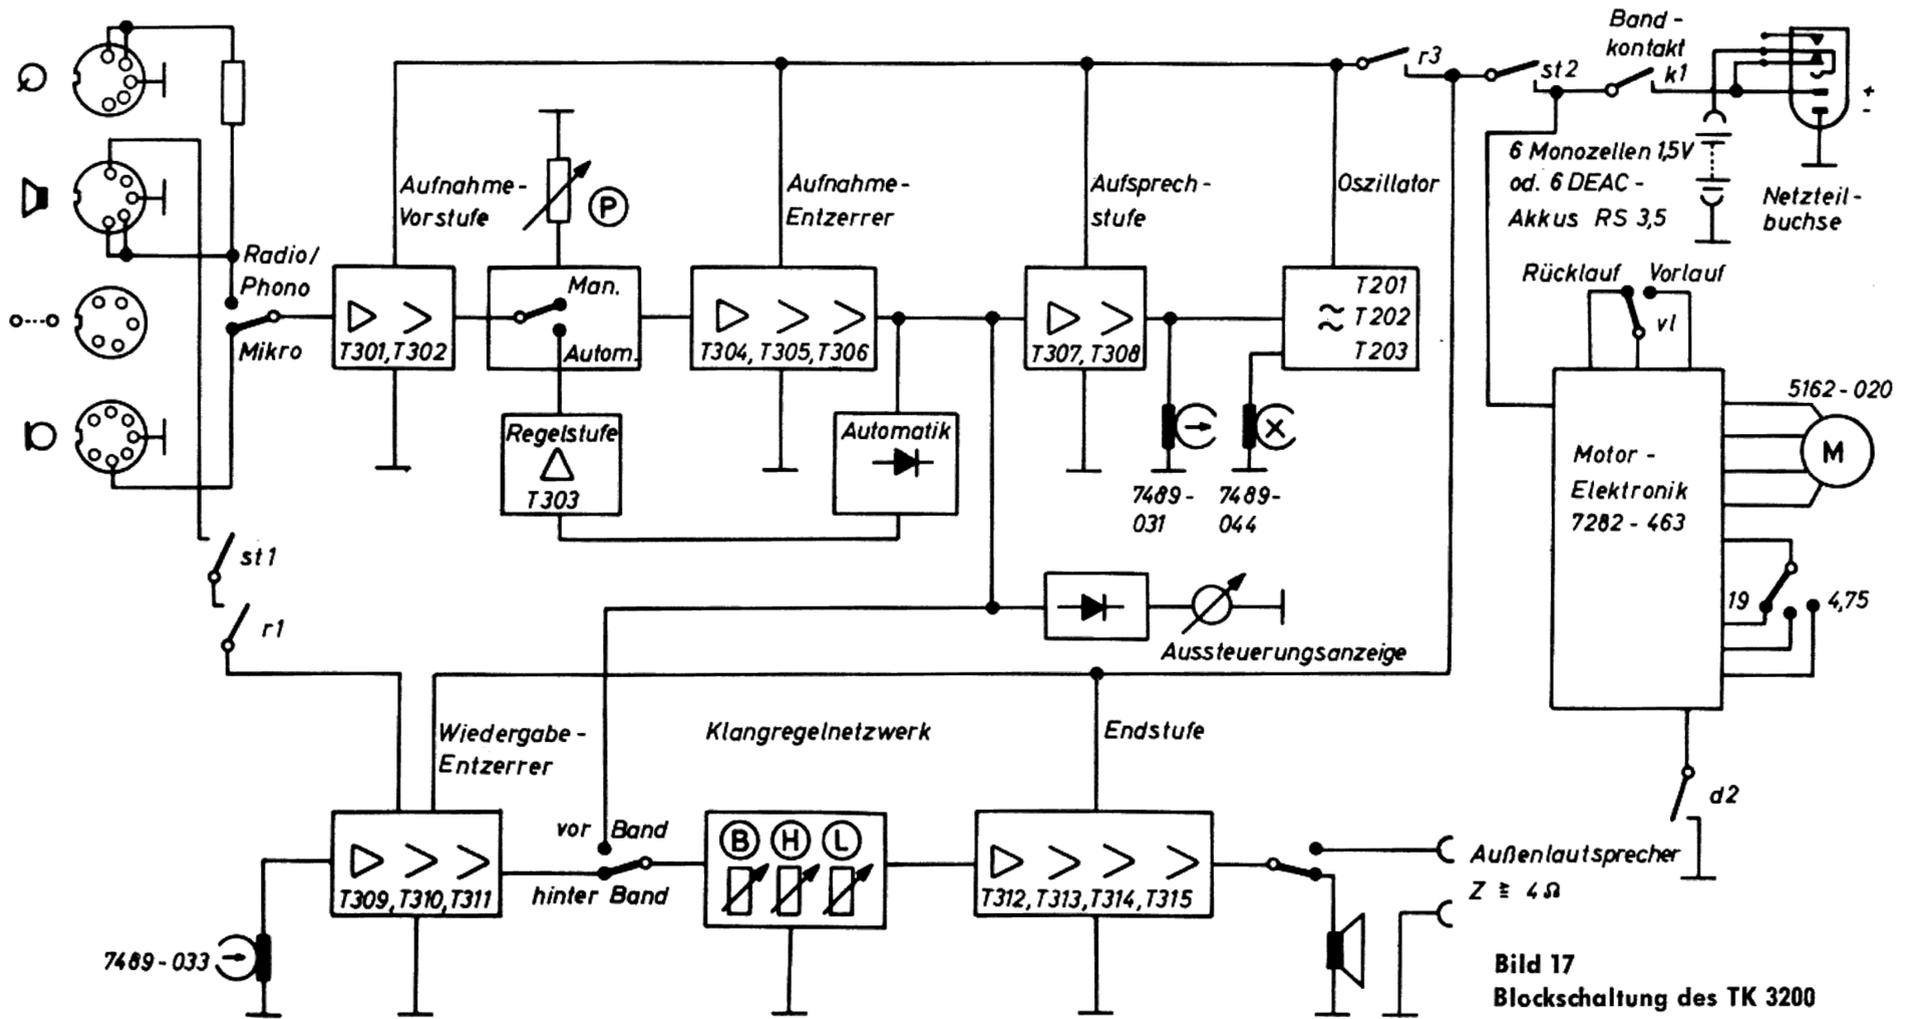 Band-
kontakt
k1
r3
st2
+
-
6 Monozellen 1,5V
od. 6 DEAC-
Akkus RS 3,5
Netzteil-
buchse
Aufnahme-
Vorstufe
P
Aufnahme-
Entzerrer
Aufsprech-
stufe
Oszillator
Radio/
Phono
Mikro
Man.
Autom.
T301, T302
T304, T305, T306
T307, T308
T201
T202
T203
Rücklauf Vorlauf
vl
Regelstufe
T303
Automatik
7489-
031
7489-
044
5162-020
M
Motor-
Elektronik
7282-463
19
4,75
st1
r1
Aussteuerungsanzeige
Wiedergabe-
Entzerrer
Klangregelnetzwerk
Endstufe
d2
vor Band
hinter Band
B H L
T309, T310, T311
T312, T313, T314, T315
Außenlautsprecher
Z ≧ 4Ω
7489-033
Bild 17
Blockschaltung des TK 3200